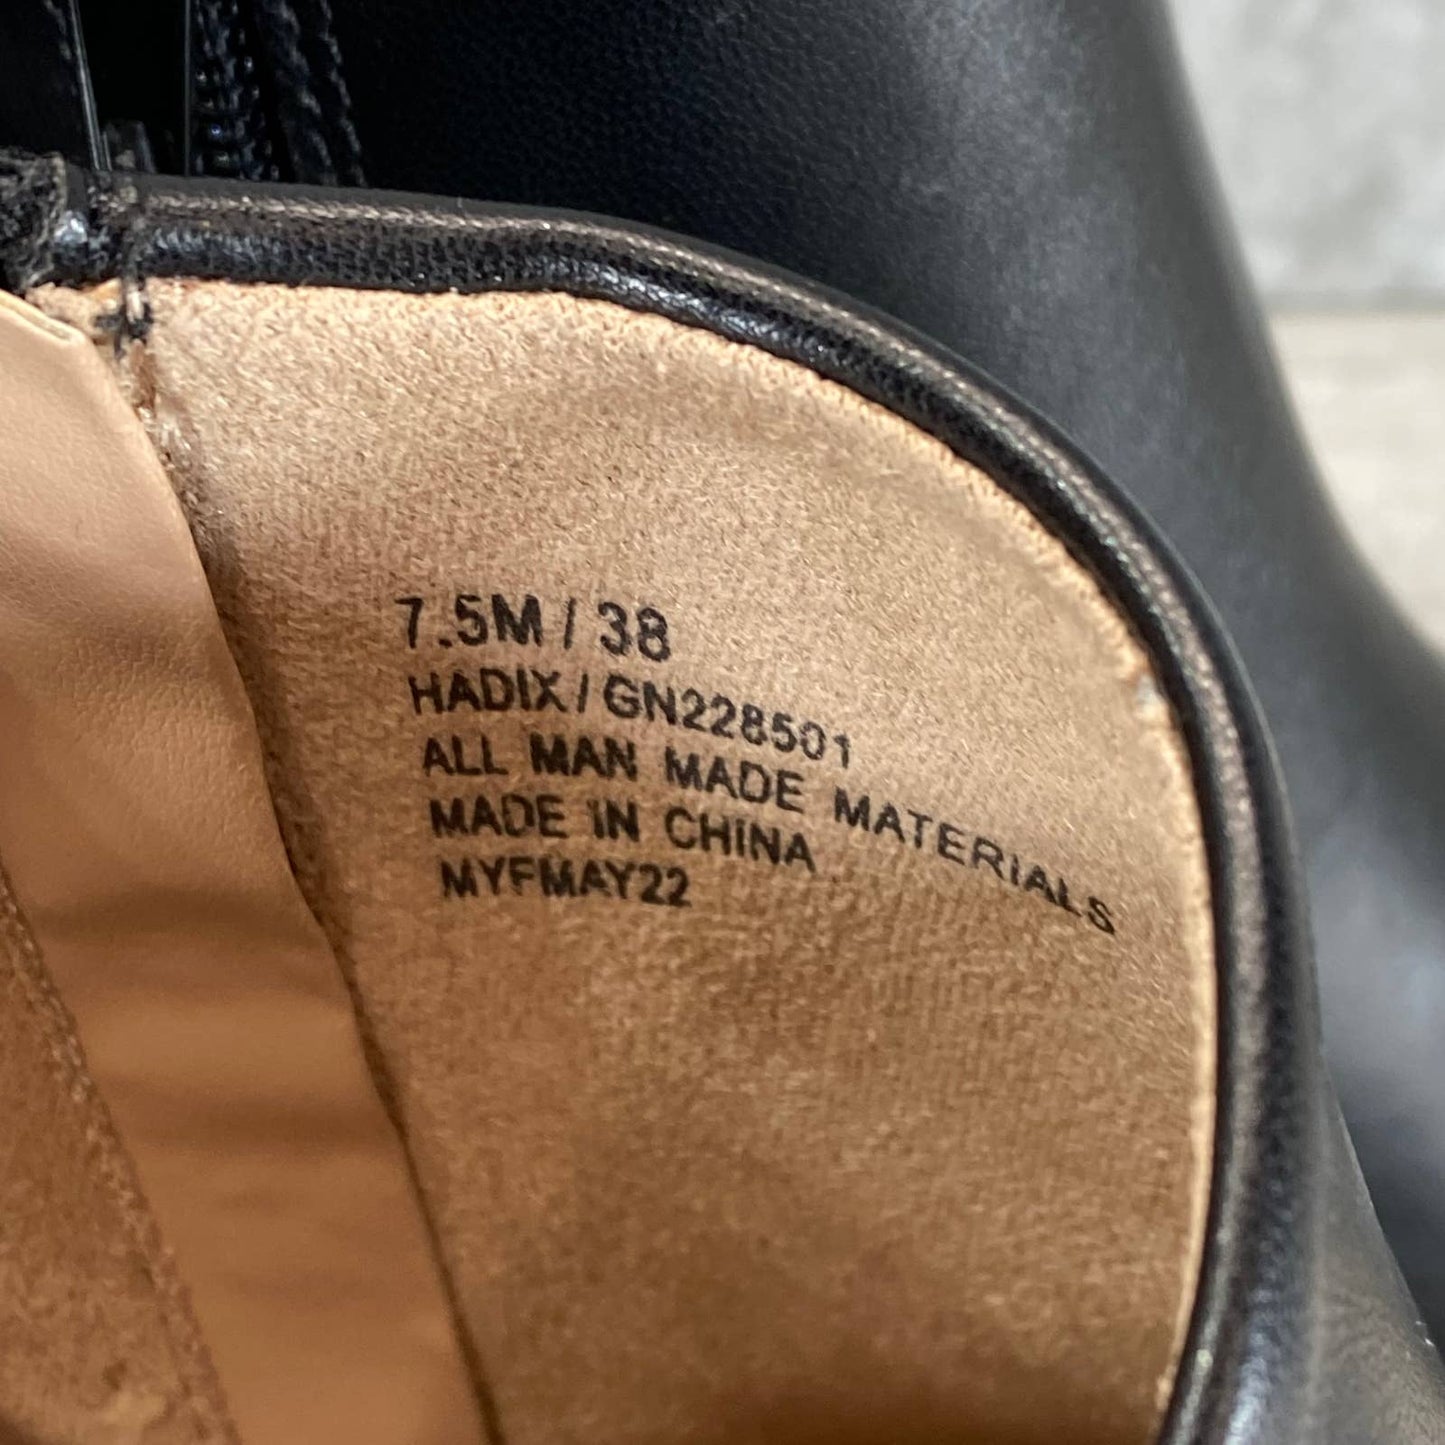 7.5M / 38
HADIX / GN228501
ALL MAN MADE MATERIALS
MADE IN CHINA
MYFMAY22